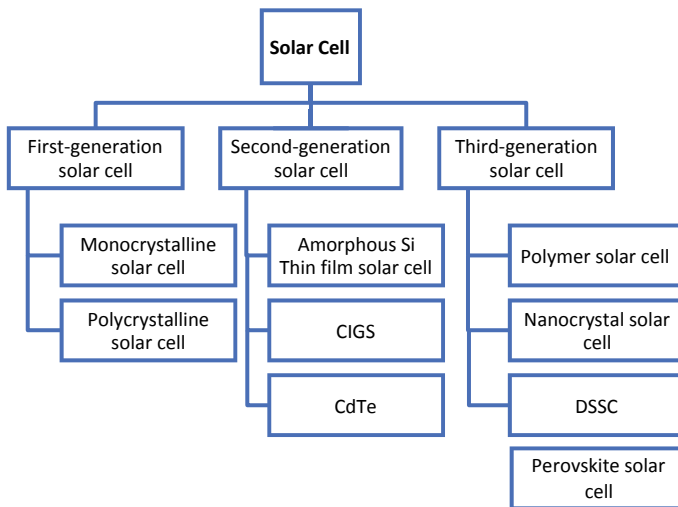 Solar Cell
First-generation
solar cell
Second-generation
solar cell
Third-generation
solar cell
Monocrystalline
solar cell
Polycrystalline
solar cell
Amorphous Si
Thin film solar cell
CIGS
CdTe
Polymer solar cell
Nanocrystal solar
cell
DSSC
Perovskite solar
cell